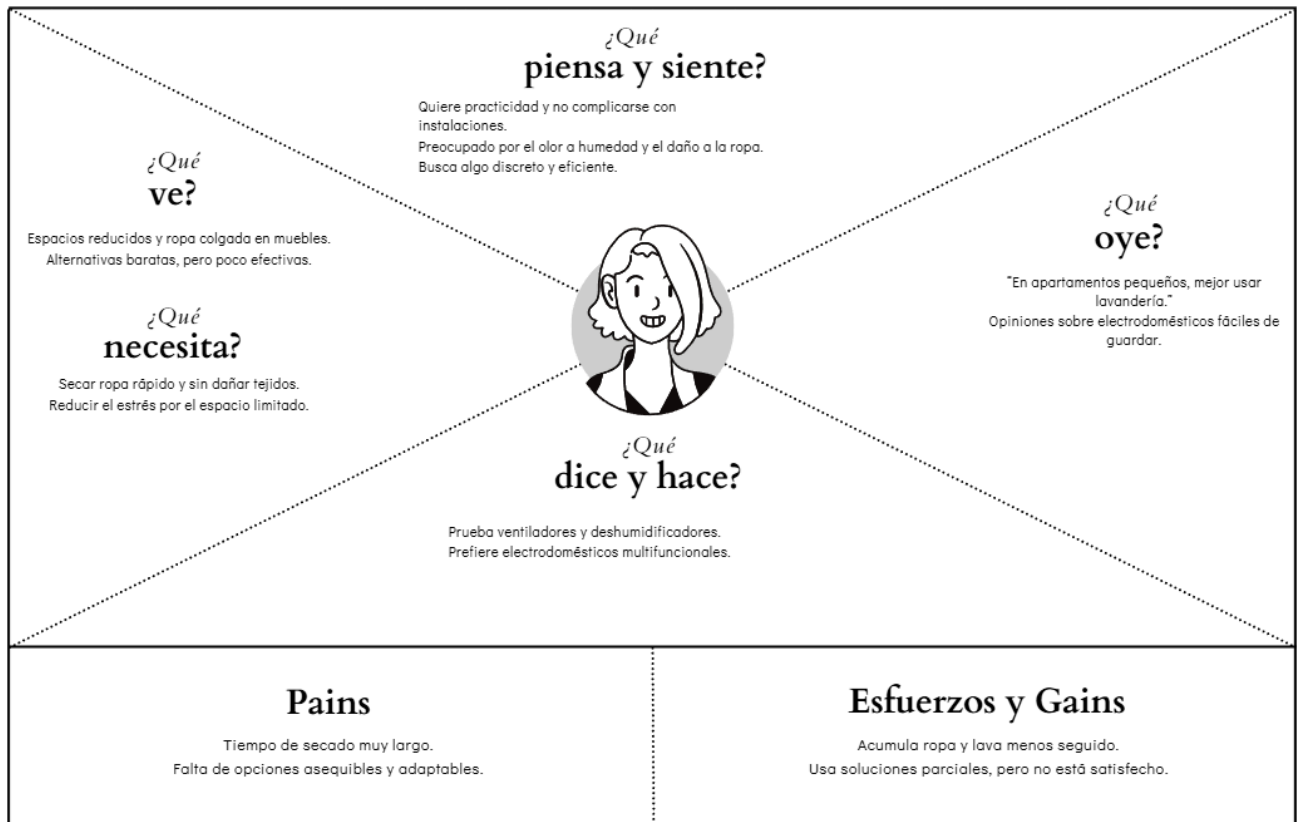 ¿Qué
piensa y siente?
Quiere practicidad y no complicarse con
instalaciones.
Preocupado por el olor a humedad y el daño a la ropa.
Busca algo discreto y eficiente.
¿Qué
ve?
Espacios reducidos y ropa colgada en muebles.
Alternativas baratas, pero poco efectivas.
¿Qué
necesita?
Secar ropa rápido y sin dañar tejidos.
Reducir el estrés por el espacio limitado.
¿Qué
oye?
"En apartamentos pequeños, mejor usar
lavandería."
Opiniones sobre electrodomésticos fáciles de
guardar.
¿Qué
dice y hace?
Prueba ventiladores y deshumidificadores.
Prefiere electrodomésticos multifuncionales.
Pains
Tiempo de secado muy largo.
Falta de opciones asequibles y adaptables.
Esfuerzos y Gains
Acumula ropa y lava menos seguido.
Usa soluciones parciales, pero no está satisfecho.